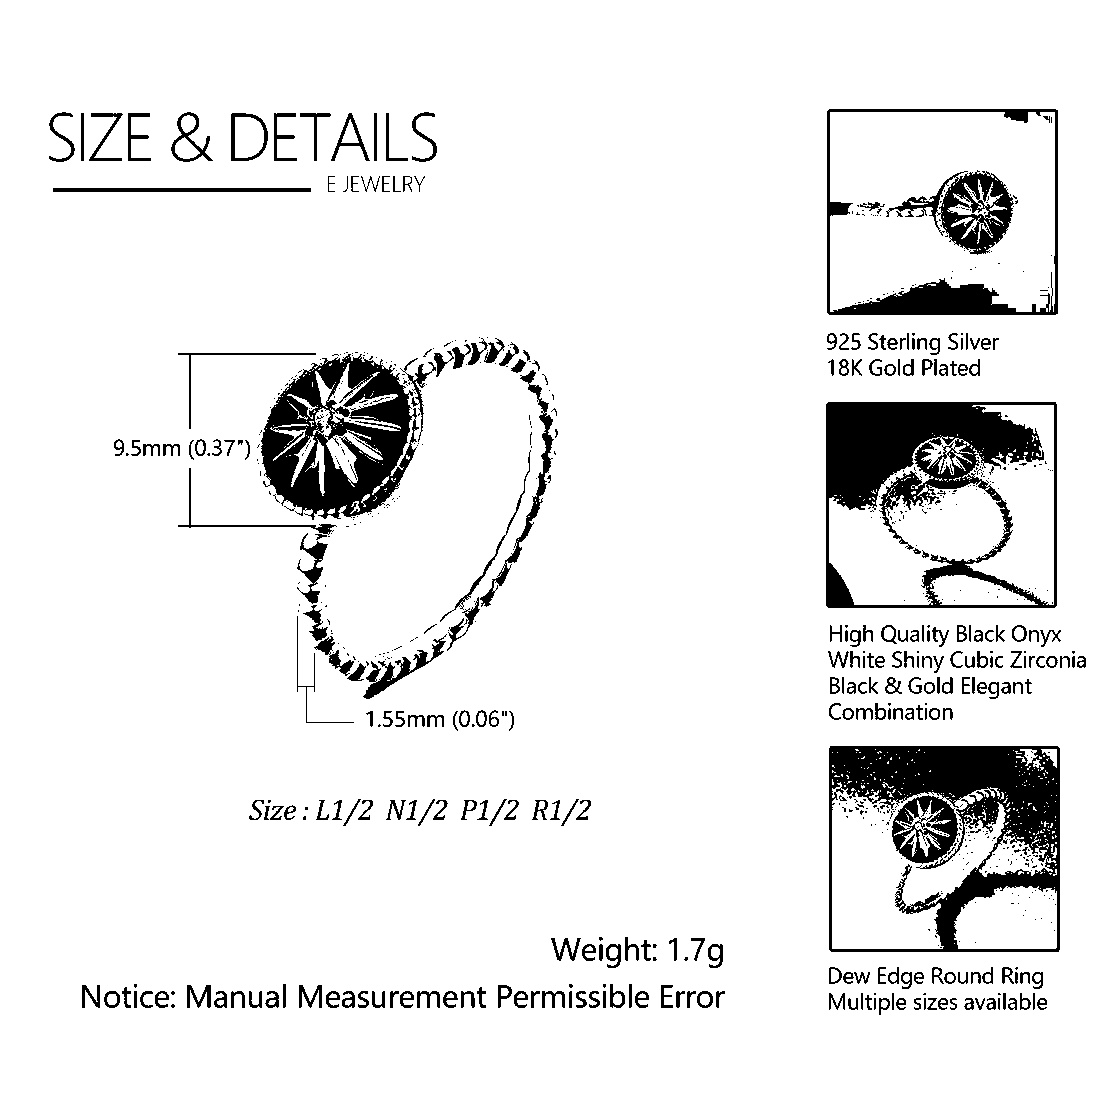 SIZE & DETAILS
E JEWELRY
9.5mm (0.37")
1.55mm (0.06")
Size : L1/2 N1/2 P1/2 R1/2
Weight: 1.7g
Notice: Manual Measurement Permissible Error
925 Sterling Silver
18K Gold Plated
High Quality Black Onyx
White Shiny Cubic Zirconia
Black & Gold Elegant
Combination
Dew Edge Round Ring
Multiple sizes available